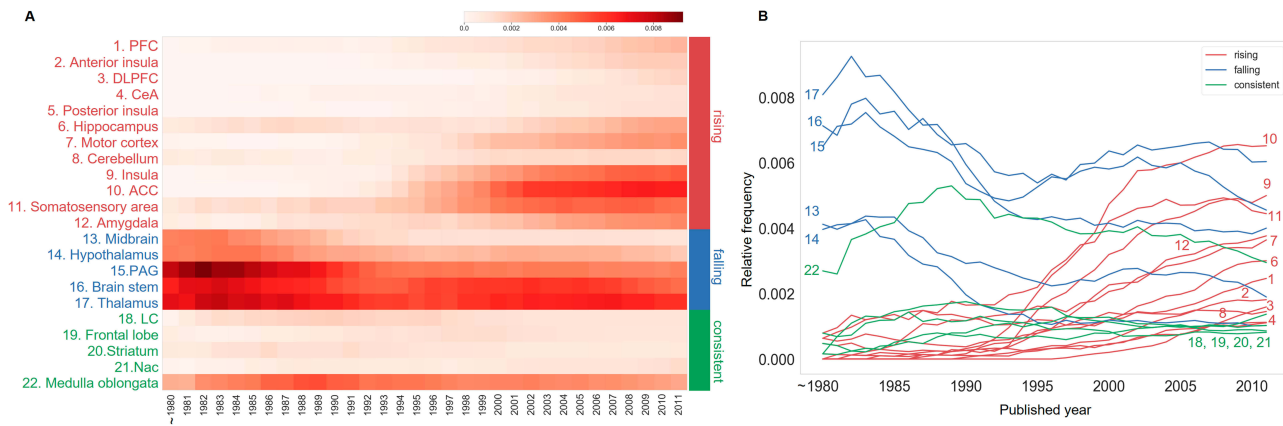 A
0.0 0.002 0.004 0.006 0.008
1. PFC
2. Anterior insula
3. DLPFC
4. CeA
5. Posterior insula
6. Hippocampus
7. Motor cortex
8. Cerebellum
9. Insula
10. ACC
11. Somatosensory area
12. Amygdala
13. Midbrain
14. Hypothalamus
15.PAG
16. Brain stem
17. Thalamus
18. LC
19. Frontal lobe
20.Striatum
21.Nac
22. Medulla oblongata
rising
falling
consistent
~1980 1981 1982 1983 1984 1985 1986 1987 1988 1989 1990 1991 1992 1993 1994 1995 1996 1997 1998 1999 2000 2001 2002 2003 2004 2005 2006 2007 2008 2009 2010 2011
B
rising
falling
consistent
Relative frequency
0.008
0.006
0.004
0.002
0.000
17
16
15
13
14
22
10
9
11
12
7
6
1
2
3
8
4
18, 19, 20, 21
~1980 1985 1990 1995 2000 2005 2010
Published year